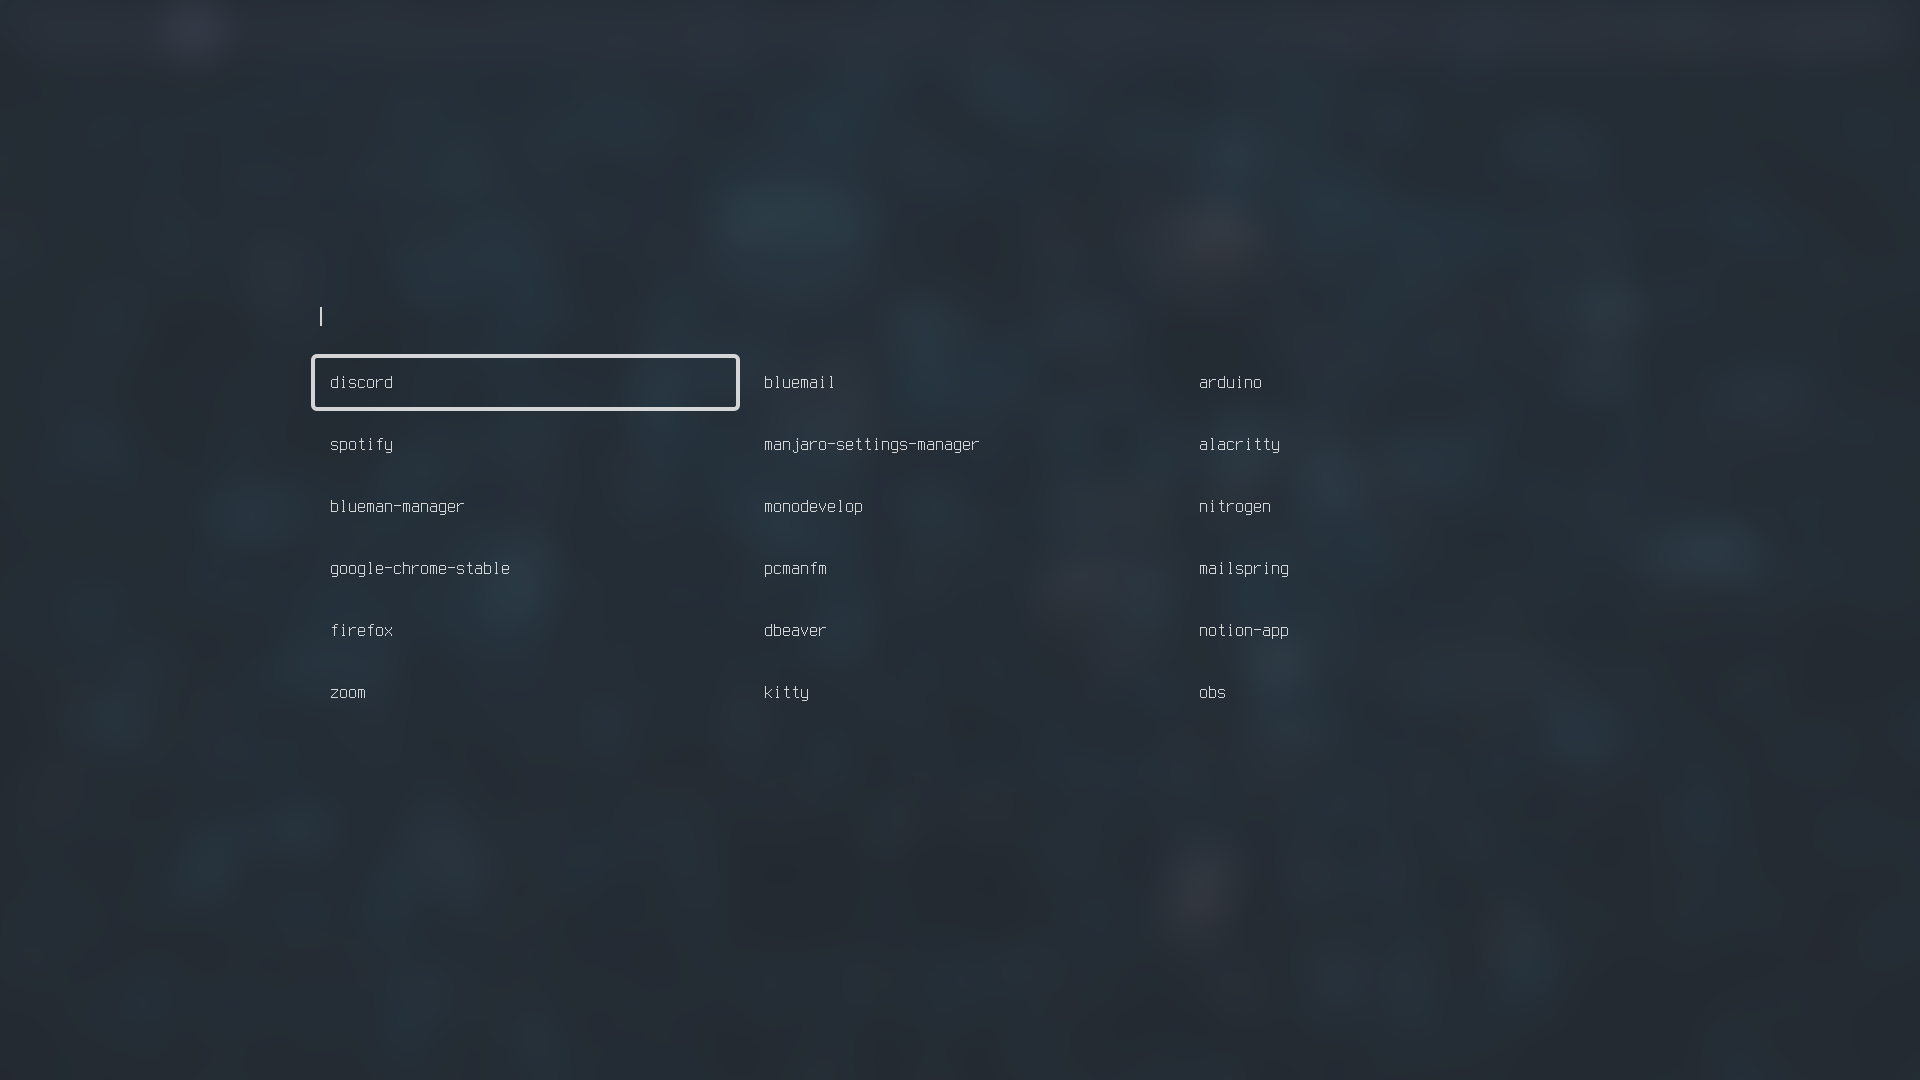 discord bluemail arduino
spotify manjaro-settings-manager alacritty
blueman-manager monodevelop nitrogen
google-chrome-stable pcmanfm mailspring
firefox dbeaver notion-app
zoom kitty obs